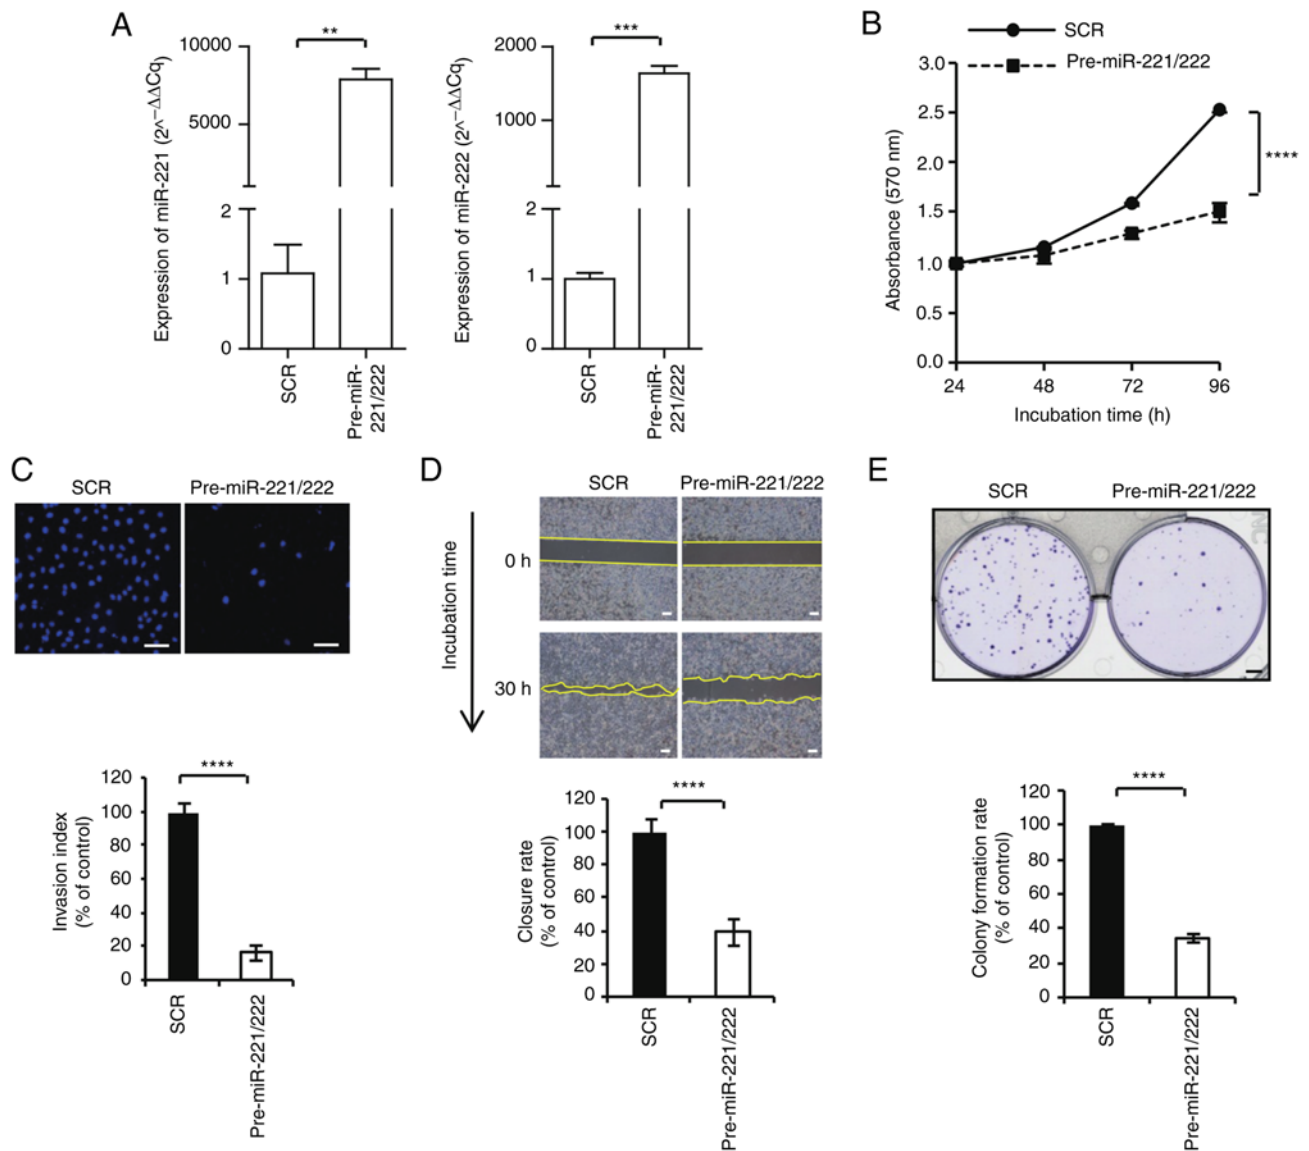 A
Expression of miR-221 (2^−ΔΔCq)
10000
5000
2
1
0
**
SCR
Pre-miR-
221/222
Expression of miR-222 (2^−ΔΔCq)
2000
1000
2
1
0
***
SCR
Pre-miR-
221/222
B
SCR
Pre-miR-221/222
Absorbance (570 nm)
3.0
2.5
2.0
1.5
1.0
0.5
0.0
****
24 48 72 96
Incubation time (h)
C
SCR Pre-miR-221/222
Invasion index
(% of control)
120
100
80
60
40
20
0
****
SCR
Pre-miR-221/222
D
SCR Pre-miR-221/222
Incubation time
0 h
30 h
Closure rate
(% of control)
120
100
80
60
40
20
0
****
SCR
Pre-miR-221/222
E
SCR Pre-miR-221/222
Colony formation rate
(% of control)
120
100
80
60
40
20
0
****
SCR
Pre-miR-221/222